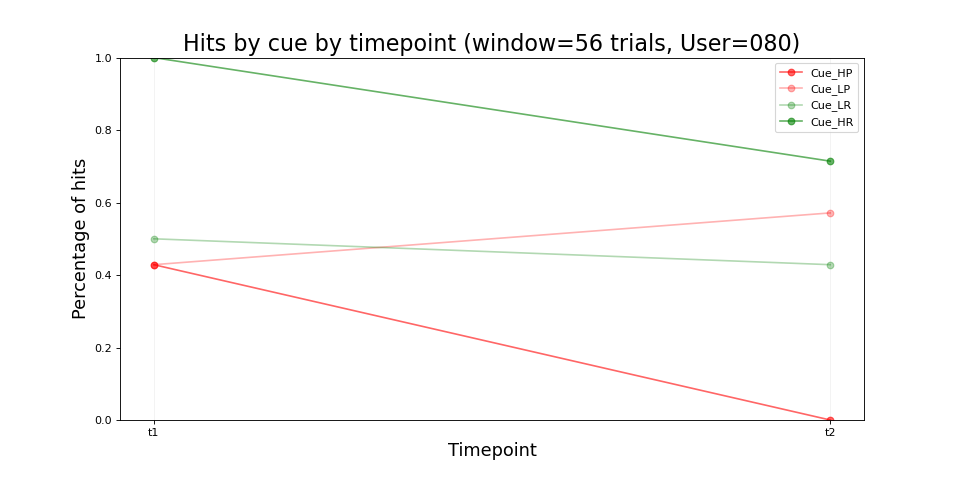 Hits by cue by timepoint (window=56 trials, User=080)
Percentage of hits
1.0
0.8
0.6
0.4
0.2
0.0
Cue_HP
Cue_LP
Cue_LR
Cue_HR
t1
t2
Timepoint